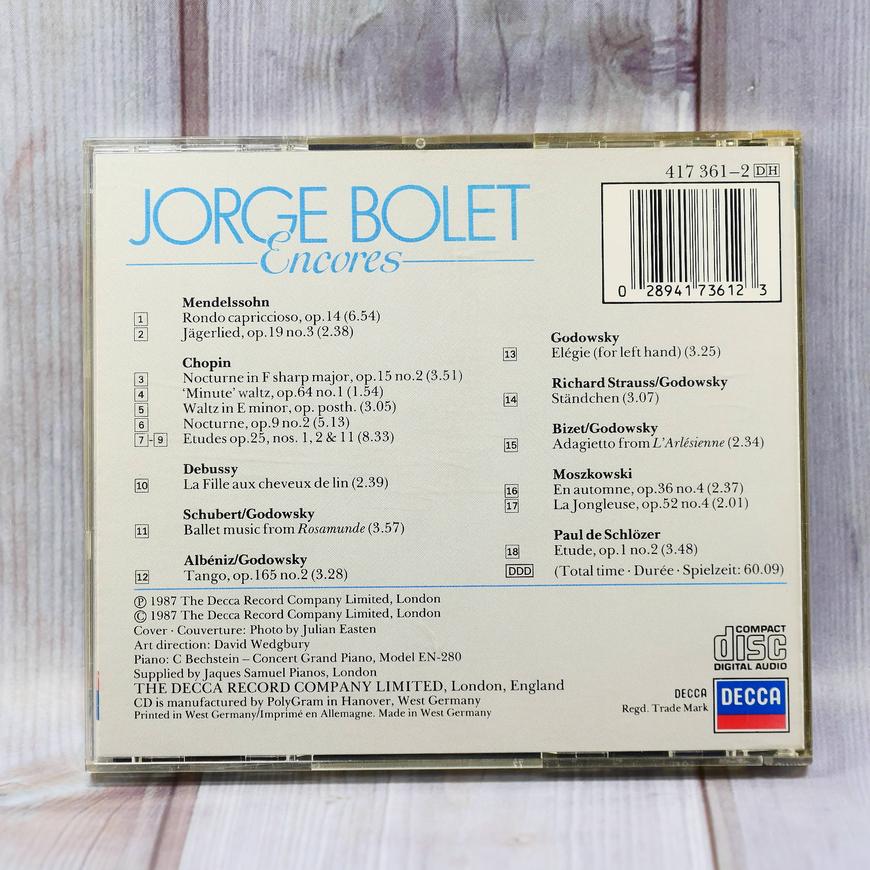 417 361–2 DH
JORGE BOLET
Encores
0 28941 73612 3
Mendelssohn
1 Rondo capriccioso, op.14 (6.54)
2 Jägerlied, op.19 no.3 (2.38)
Chopin
3 Nocturne in F sharp major, op.15 no.2 (3.51)
4 ‘Minute’ waltz, op.64 no.1 (1.54)
5 Waltz in E minor, op. posth. (3.05)
6 Nocturne, op.9 no.2 (5.13)
7-9 Etudes op.25, nos. 1, 2 & 11 (8.33)
Debussy
10 La Fille aux cheveux de lin (2.39)
Schubert/Godowsky
11 Ballet music from Rosamunde (3.57)
Albéniz/Godowsky
12 Tango, op.165 no.2 (3.28)
Godowsky
13 Elégie (for left hand) (3.25)
Richard Strauss/Godowsky
14 Ständchen (3.07)
Bizet/Godowsky
15 Adagietto from L’Arlésienne (2.34)
Moszkowski
16 En automne, op.36 no.4 (2.37)
17 La Jongleuse, op.52 no.4 (2.01)
Paul de Schlözer
18 Etude, op.1 no.2 (3.48)
DDD (Total time · Durée · Spielzeit: 60.09)
℗ 1987 The Decca Record Company Limited, London
© 1987 The Decca Record Company Limited, London
Cover · Couverture: Photo by Julian Easten
Art direction: David Wedgbury
Piano: C Bechstein – Concert Grand Piano, Model EN-280
Supplied by Jaques Samuel Pianos, London
THE DECCA RECORD COMPANY LIMITED, London, England
CD is manufactured by PolyGram in Hanover, West Germany
Printed in West Germany/Imprimé en Allemagne. Made in West Germany
COMPACT
disc
DIGITAL AUDIO
DECCA
Regd. Trade Mark
DECCA